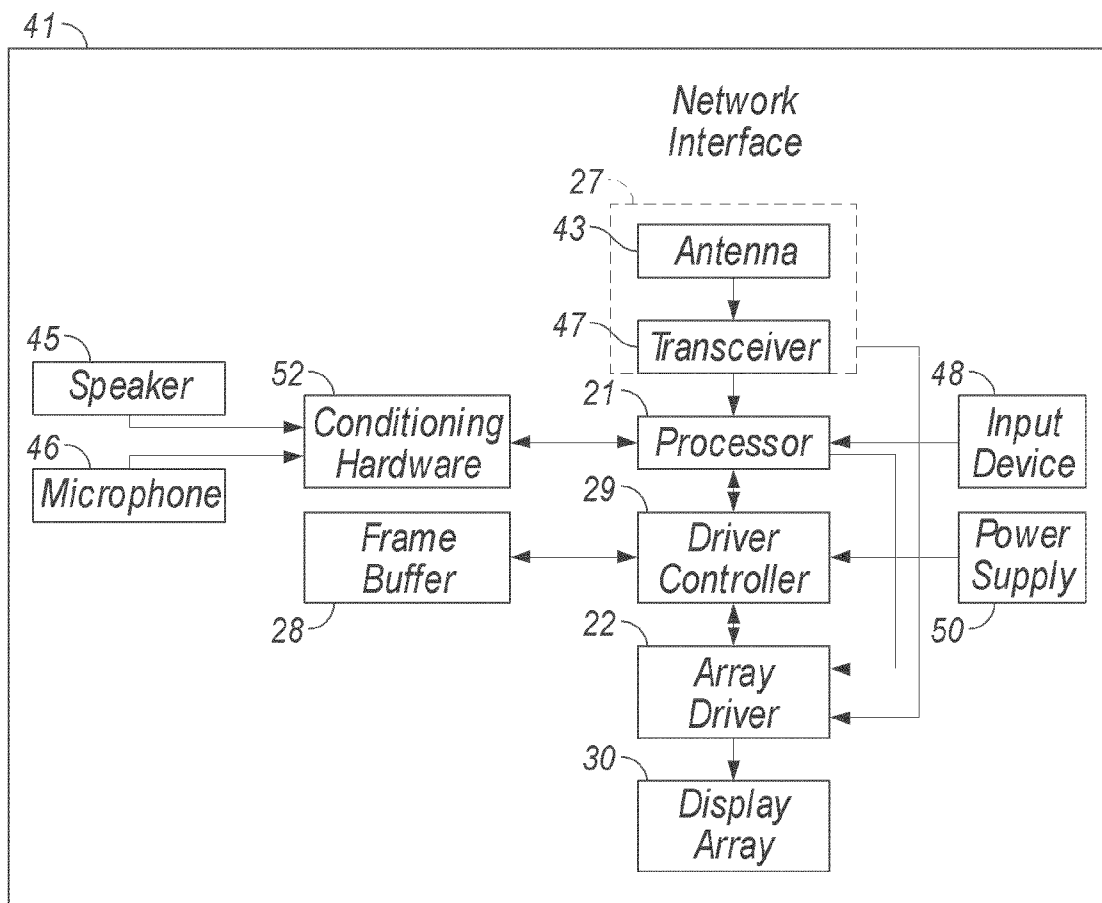 41
Network
Interface
27
43
Antenna
47
Transceiver
45
Speaker
52
Conditioning
Hardware
21
Processor
48
Input
Device
46
Microphone
29
Driver
Controller
Frame
Buffer
28
Power
Supply
50
22
Array
Driver
30
Display
Array